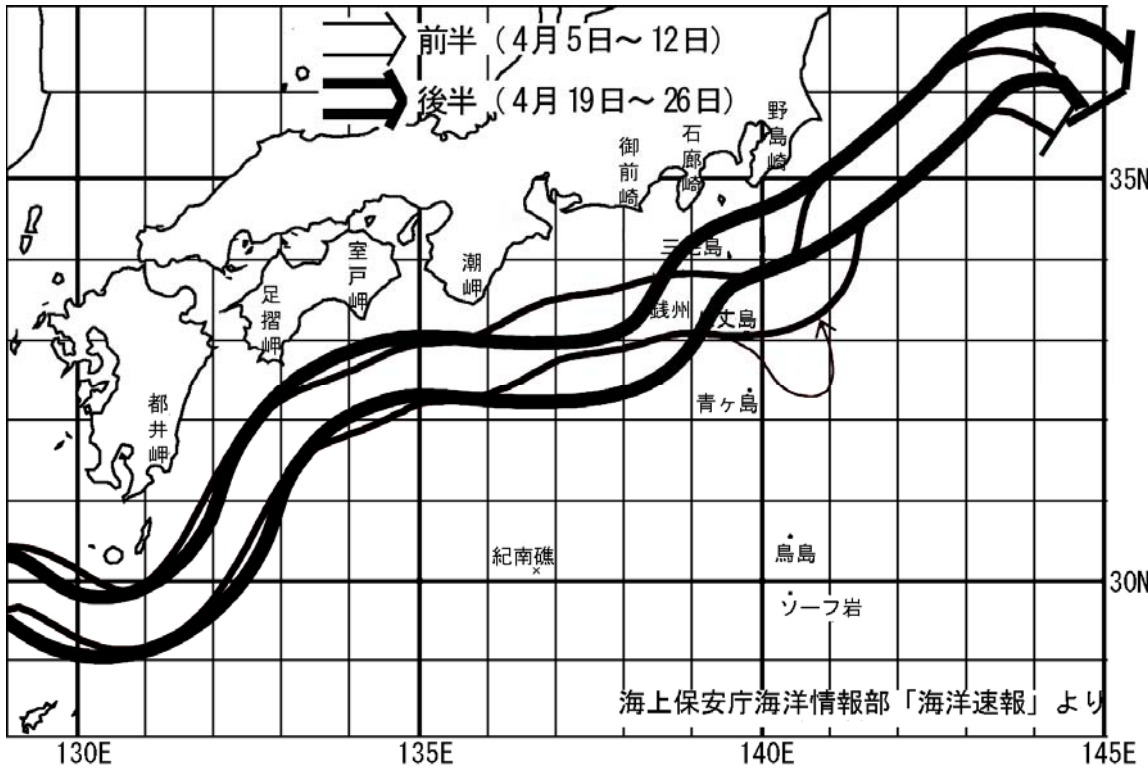 前半(4月5日~12日)
後半(4月19日~26日)
野島崎
石廊崎
御前崎
35N
室戸岬
潮岬
三宅島
足摺岬
銭州
丈島
青ヶ島
都井岬
紀南礁
鳥島
30N
ソーフ岩
海上保安庁海洋情報部「海洋速報」より
130E
135E
140E
145E